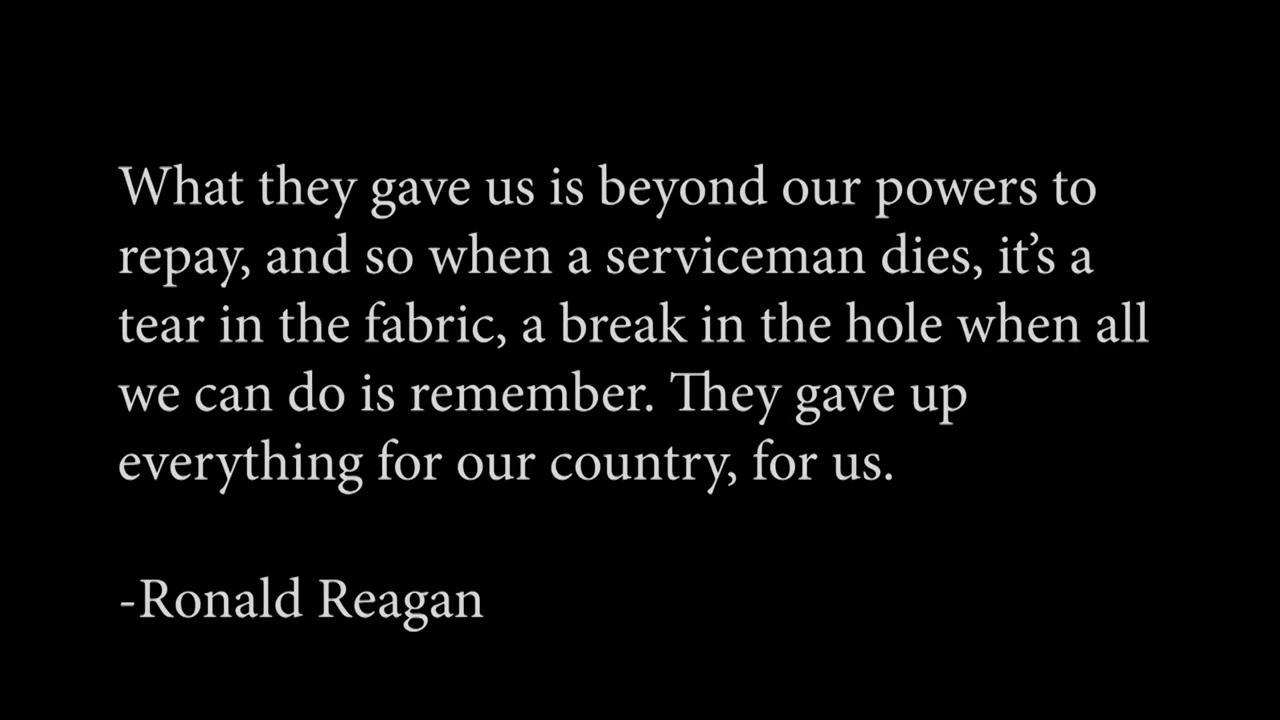 What they gave us is beyond our powers to
repay, and so when a serviceman dies, it’s a
tear in the fabric, a break in the hole when all
we can do is remember. They gave up
everything for our country, for us.
-Ronald Reagan